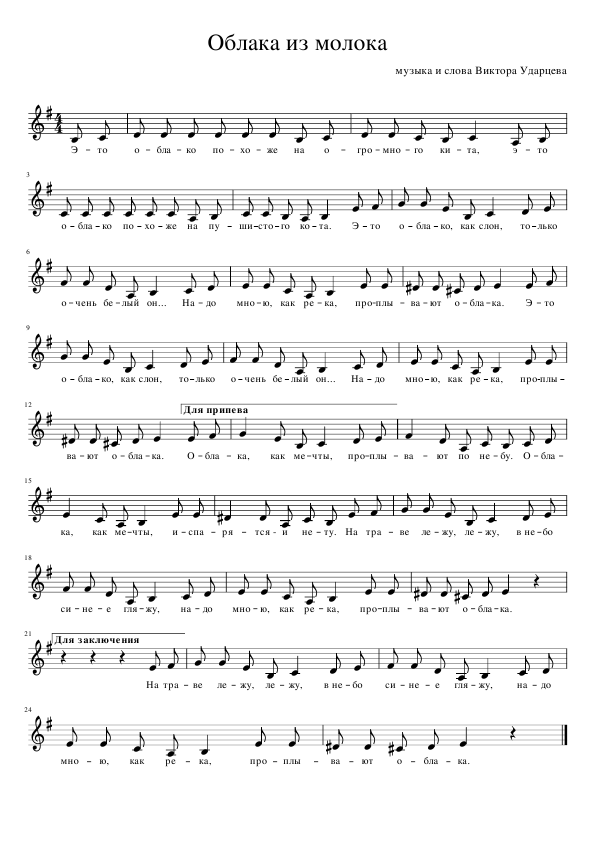 Облака из молока
музыка и слова Виктора Ударцева
Э – то о – бла – ко по – хо – же на о – гро – мно – го ки – та, э – то
3
о – бла – ко по – хо – же на пу – ши – сто – го ко – та. Э – то о – бла – ко, как слон, то – лько
6
о – чень бе – лый он... На – до мно – ю, как ре – ка, про – плы – ва – ют о – бла – ка. Э – то
9
о – бла – ко, как слон, то – лько о – чень бе – лый он... На – до мно – ю, как ре – ка, про – плы –
12
Для припева
ва – ют о – бла – ка. О – бла – ка, как ме – чты, про – плы – ва – ют по не – бу. О – бла –
15
ка, как ме – чты, и – спа – ря – тся – и не – ту. На тра – ве ле – жу, ле – жу, в не – бо
18
си – не – е гля – жу, на – до мно – ю, как ре – ка, про – плы – ва – ют о – бла – ка.
21
Для заключения
На тра – ве ле – жу, ле – жу, в не – бо си – не – е гля – жу, на – до
24
мно – ю, как ре – ка, про – плы – ва – ют о – бла – ка.